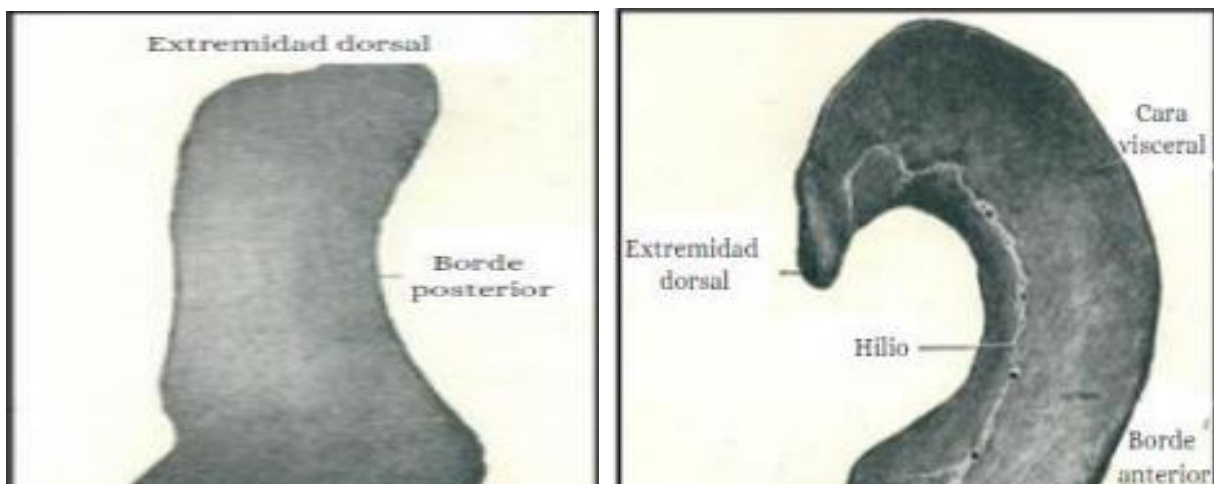 Extremidad dorsal
Borde
posterior
Cara
visceral
Extremidad
dorsal
Hilio
Borde
anterior